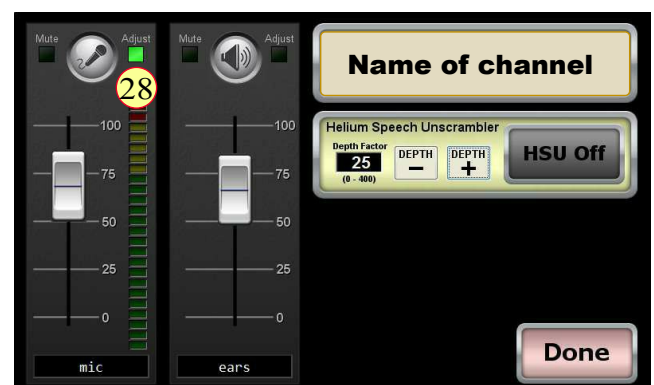 Mute Adjust
28
100
75
50
25
0
mic
Mute Adjust
100
75
50
25
0
ears
Name of channel
Helium Speech Unscrambler
Depth Factor
25
(0 - 400)
DEPTH
−
DEPTH
+
HSU Off
Done